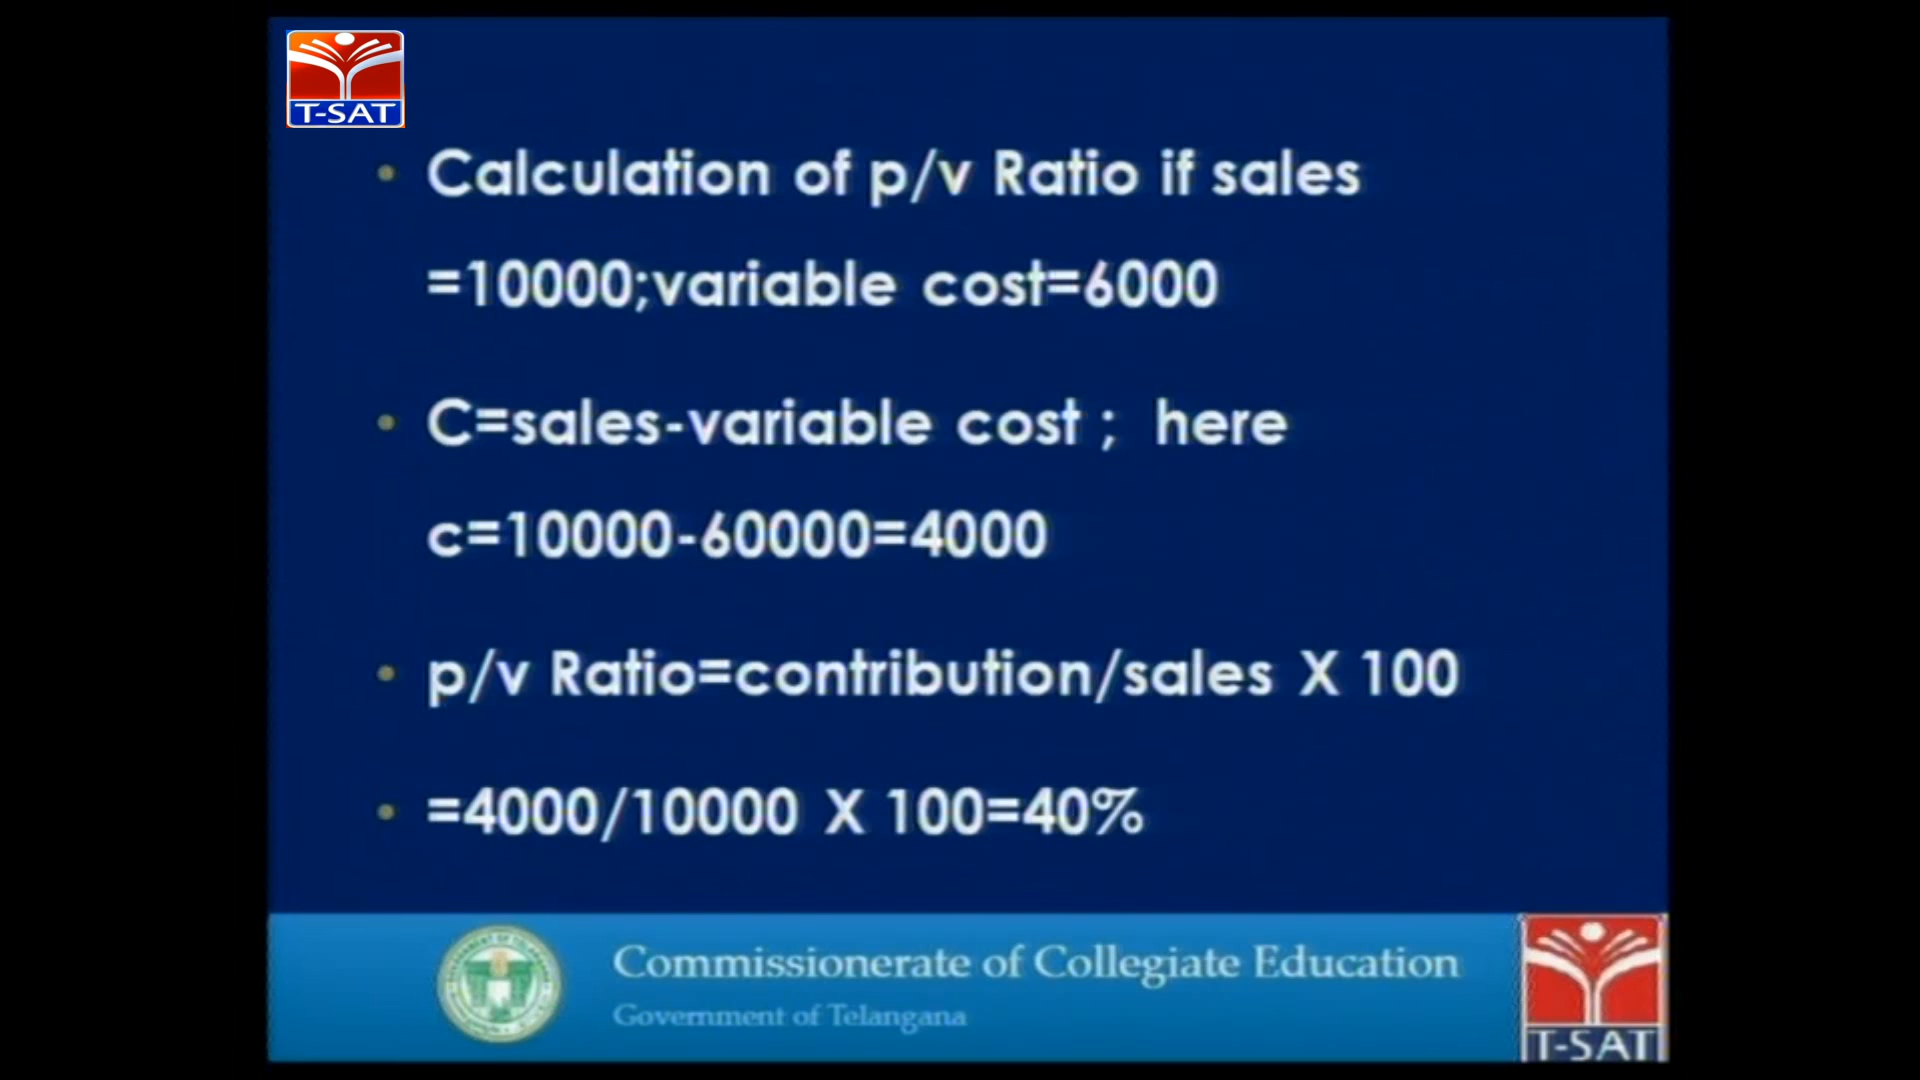 T-SAT
• Calculation of p/v Ratio if sales
=10000;variable cost=6000
• C=sales-variable cost ; here
c=10000-60000=4000
• p/v Ratio=contribution/sales X 100
• =4000/10000 X 100=40%
Commissionerate of Collegiate Education
Government of Telangana
T-SAT